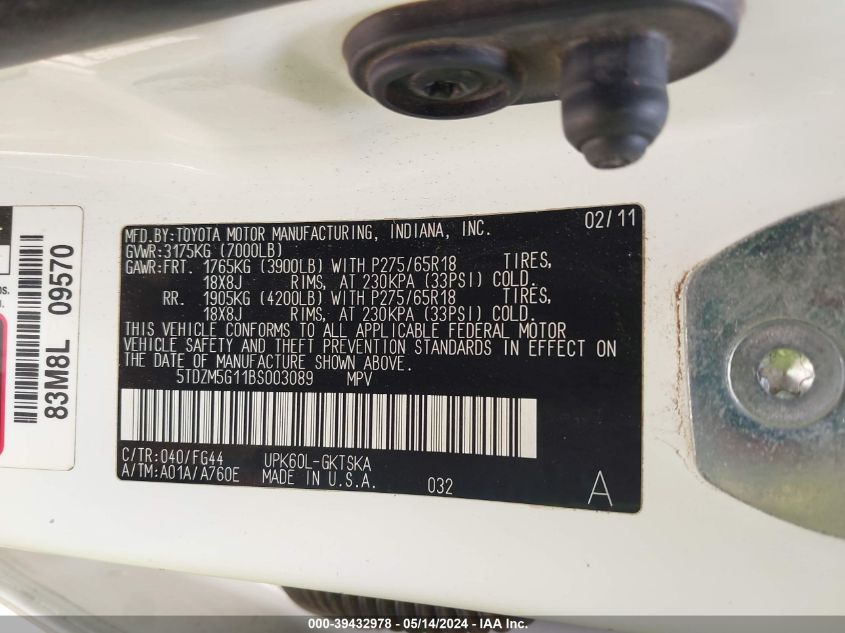 MFD.BY:TOYOTA MOTOR MANUFACTURING, INDIANA, INC. 02/11
GVWR:3175KG (7000LB)
GAWR:FRT. 1765KG (3900LB) WITH P275/65R18 TIRES,
18X8J RIMS, AT 230KPA (33PSI) COLD.
RR. 1905KG (4200LB) WITH P275/65R18 TIRES,
18X8J RIMS, AT 230KPA (33PSI) COLD.
THIS VEHICLE CONFORMS TO ALL APPLICABLE FEDERAL MOTOR
VEHICLE SAFETY AND THEFT PREVENTION STANDARDS IN EFFECT ON
THE DATE OF MANUFACTURE SHOWN ABOVE.
5TDZM5G11BS003089 MPV
C/TR:040/FG44 UPK60L-GKTSKA
A/TM:A01A/A760E MADE IN U.S.A. 032 A
83M8L 09570
ns.
000-39432978 - 05/14/2024 - IAA Inc.